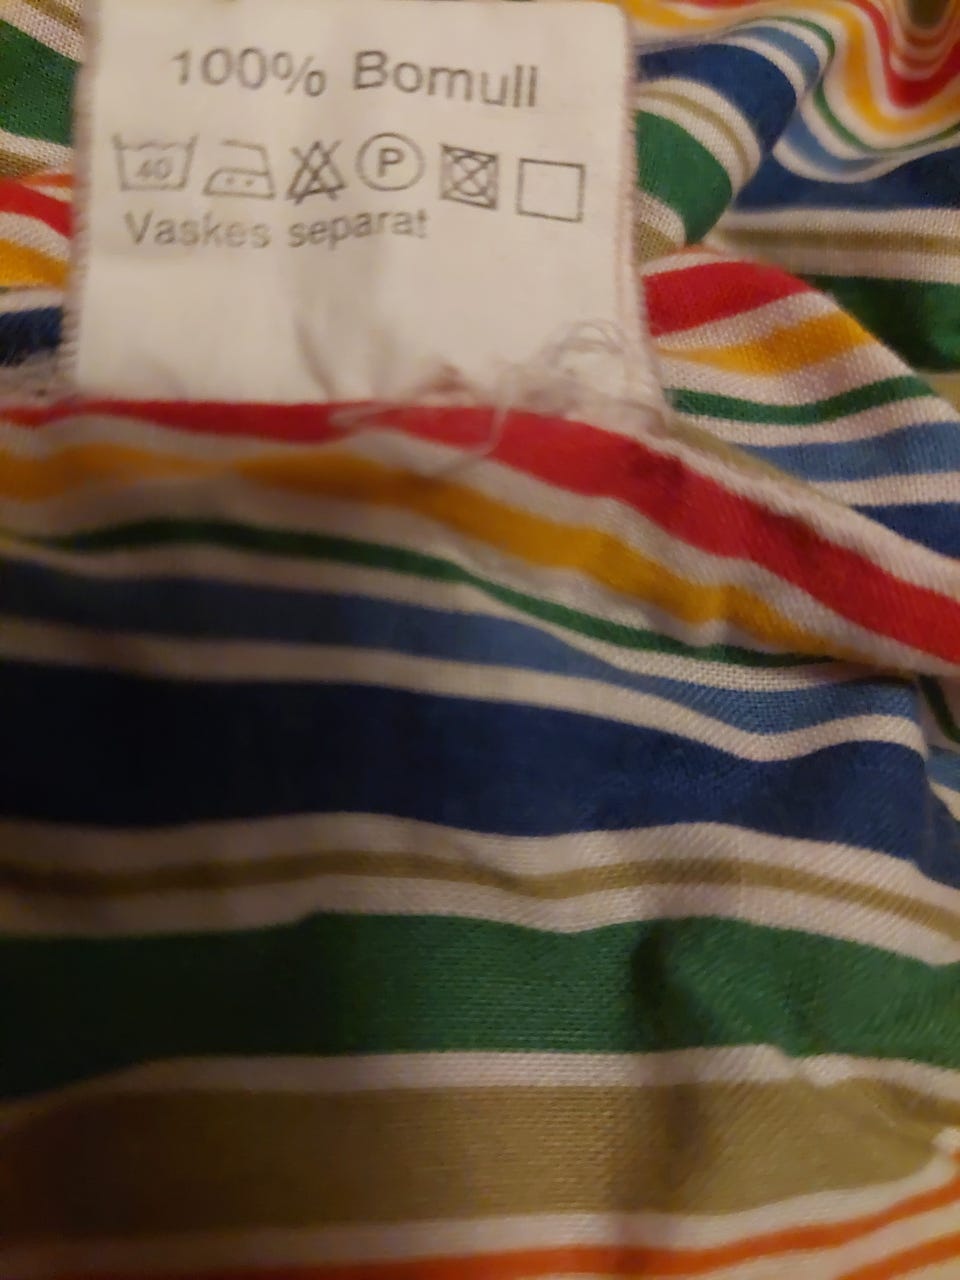 100% Bomull
40 P
Vaskes separat